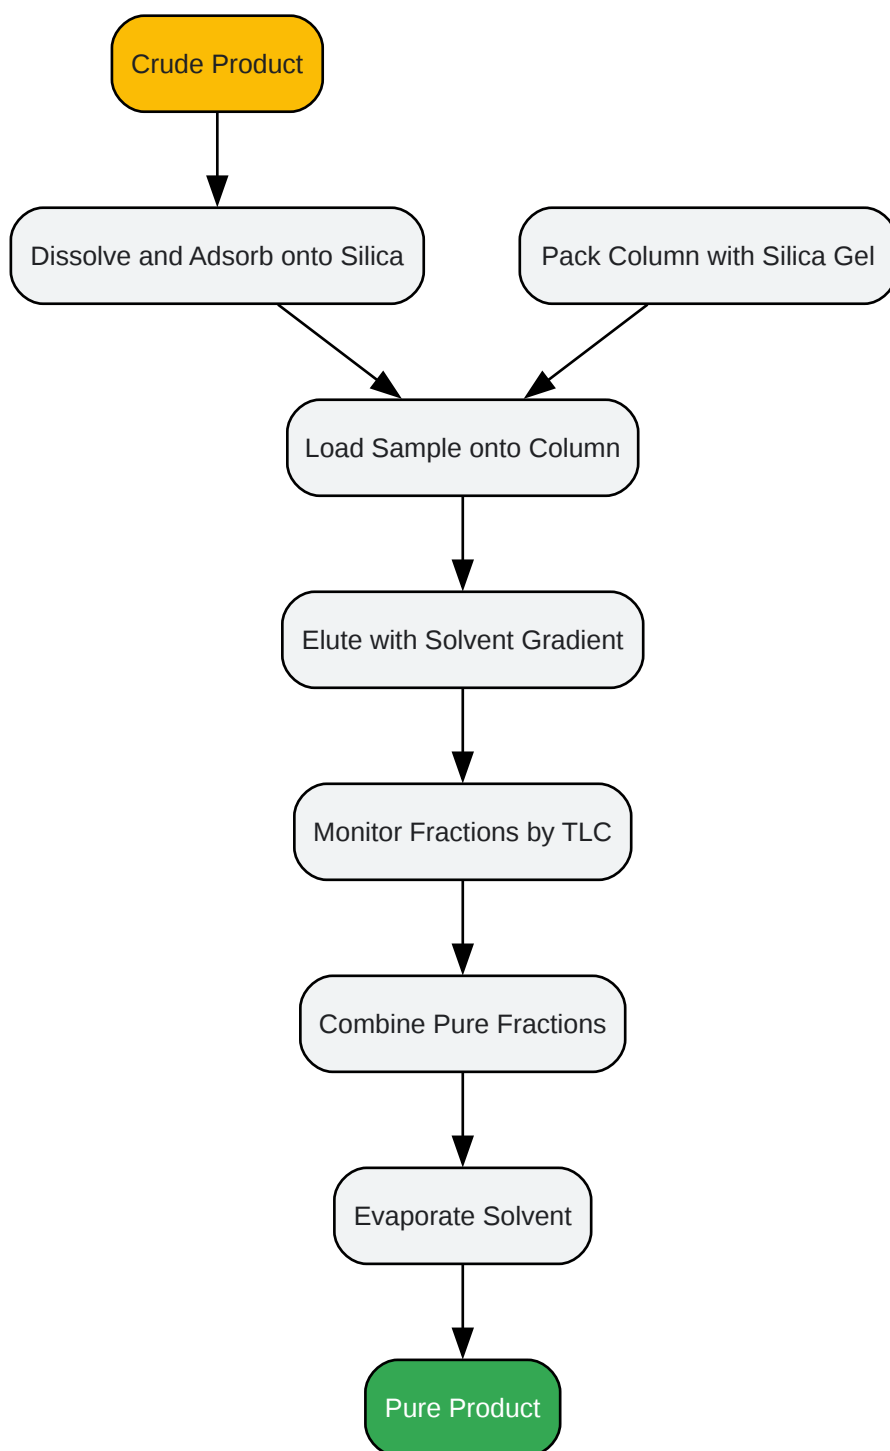 Crude Product
Dissolve and Adsorb onto Silica
Pack Column with Silica Gel
Load Sample onto Column
Elute with Solvent Gradient
Monitor Fractions by TLC
Combine Pure Fractions
Evaporate Solvent
Pure Product